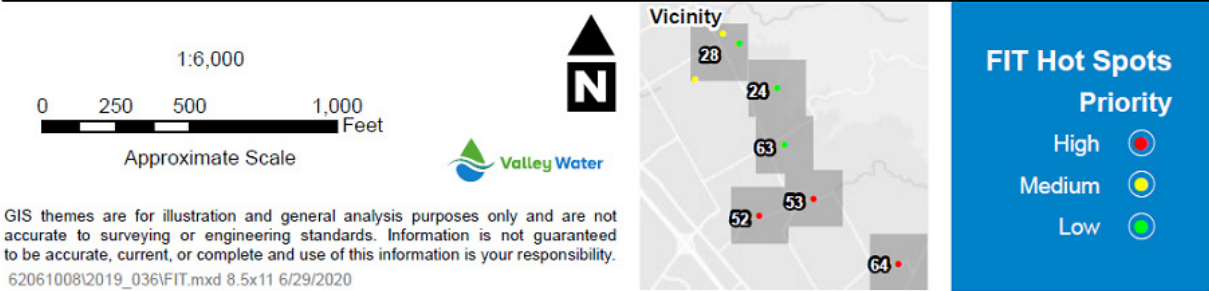 1:6,000
0 250 500 1,000
Feet
Approximate Scale
N
Valley Water
GIS themes are for illustration and general analysis purposes only and are not
accurate to surveying or engineering standards. Information is not guaranteed
to be accurate, current, or complete and use of this information is your responsibility.
62061008\2019_036\FIT.mxd 8.5x11 6/29/2020
Vicinity
28
24
63
53
52
64
FIT Hot Spots
Priority
High
Medium
Low